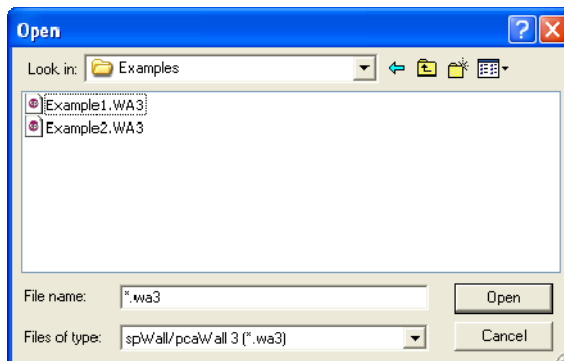 Open
Look in: Examples
Example1.WA3
Example2.WA3
File name: *.wa3
Open
Files of type: spWall/pcaWall 3 (*.wa3)
Cancel